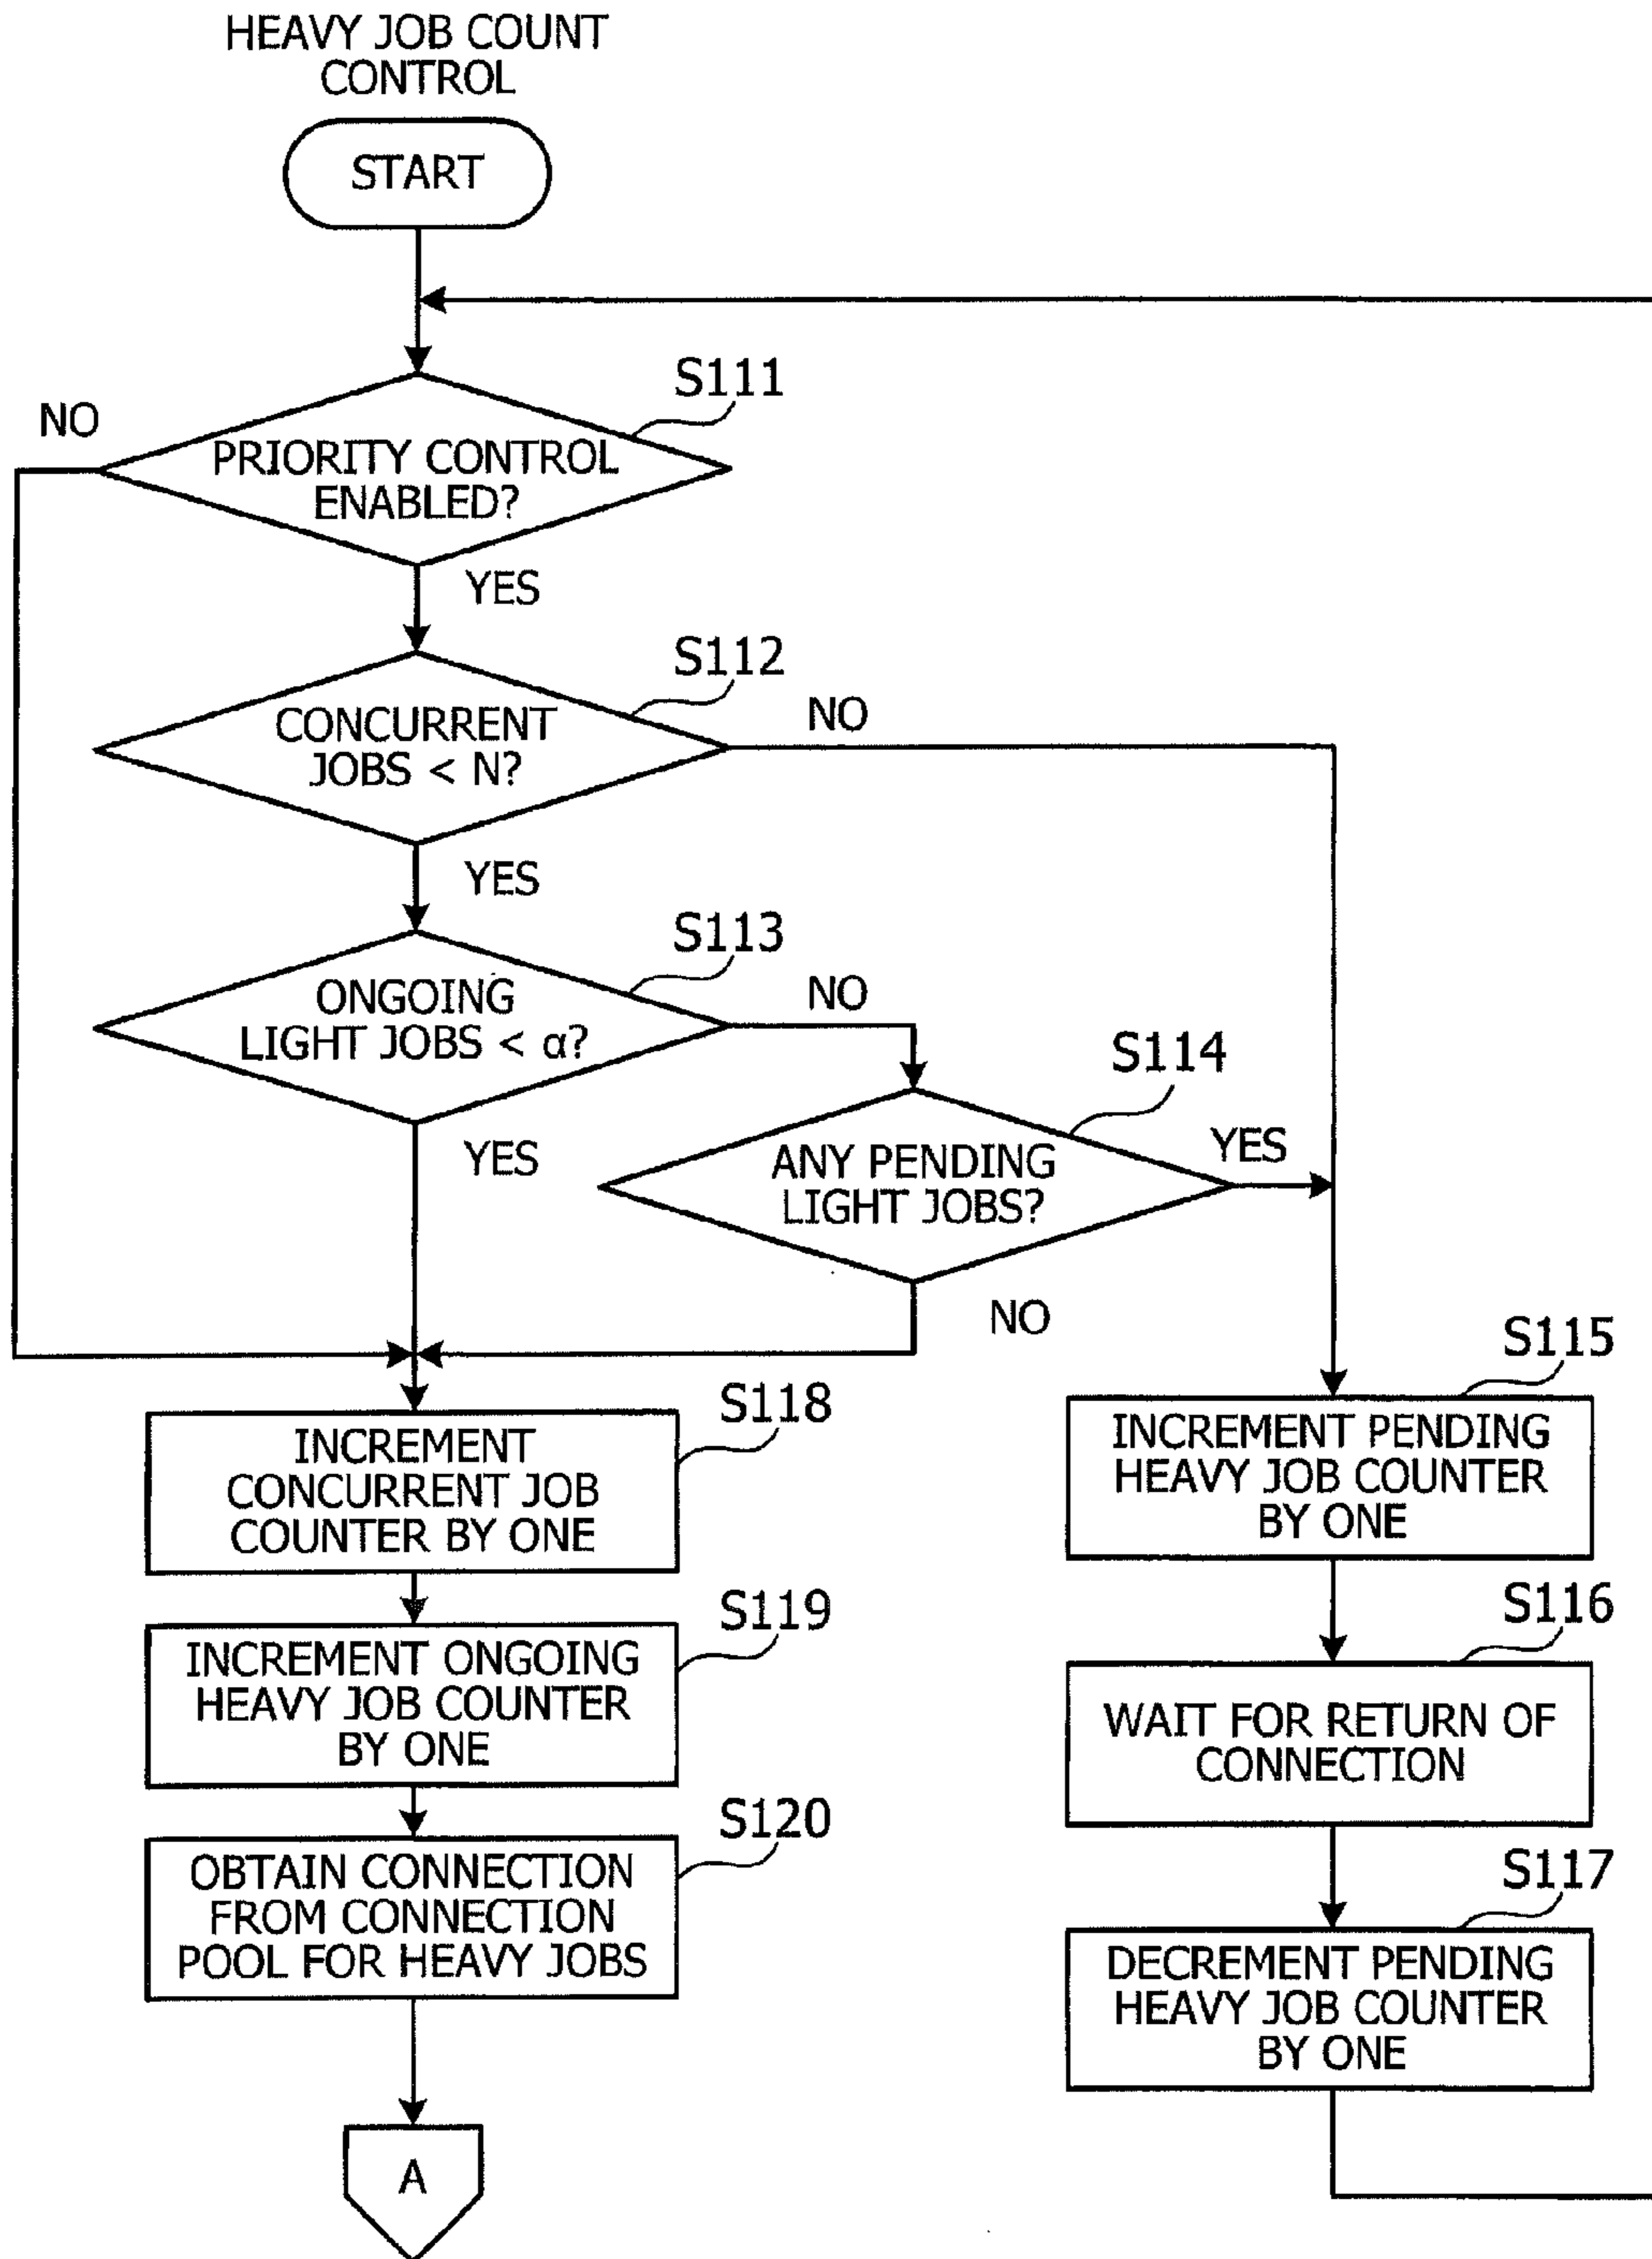 HEAVY JOB COUNT
CONTROL
START
S111
NO
PRIORITY CONTROL
ENABLED?
YES
S112
NO
CONCURRENT
JOBS < N?
YES
S113
NO
ONGOING
LIGHT JOBS < α?
S114
YES
YES
ANY PENDING
LIGHT JOBS?
NO
S115
S118
INCREMENT
CONCURRENT JOB
COUNTER BY ONE
INCREMENT PENDING
HEAVY JOB COUNTER
BY ONE
S119
S116
INCREMENT ONGOING
HEAVY JOB COUNTER
BY ONE
WAIT FOR RETURN OF
CONNECTION
S120
S117
OBTAIN CONNECTION
FROM CONNECTION
POOL FOR HEAVY JOBS
DECREMENT PENDING
HEAVY JOB COUNTER
BY ONE
A